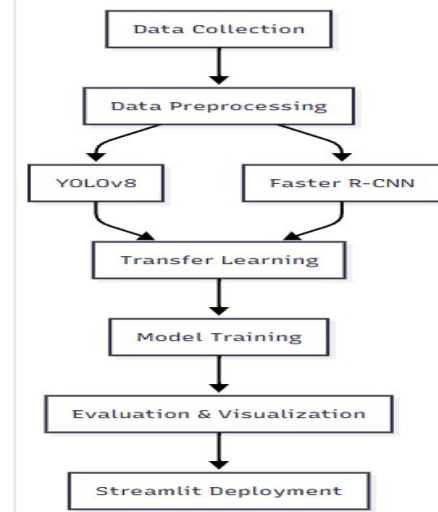 Data Collection
Data Preprocessing
YOLOv8
Faster R-CNN
Transfer Learning
Model Training
Evaluation & Visualization
Streamlit Deployment